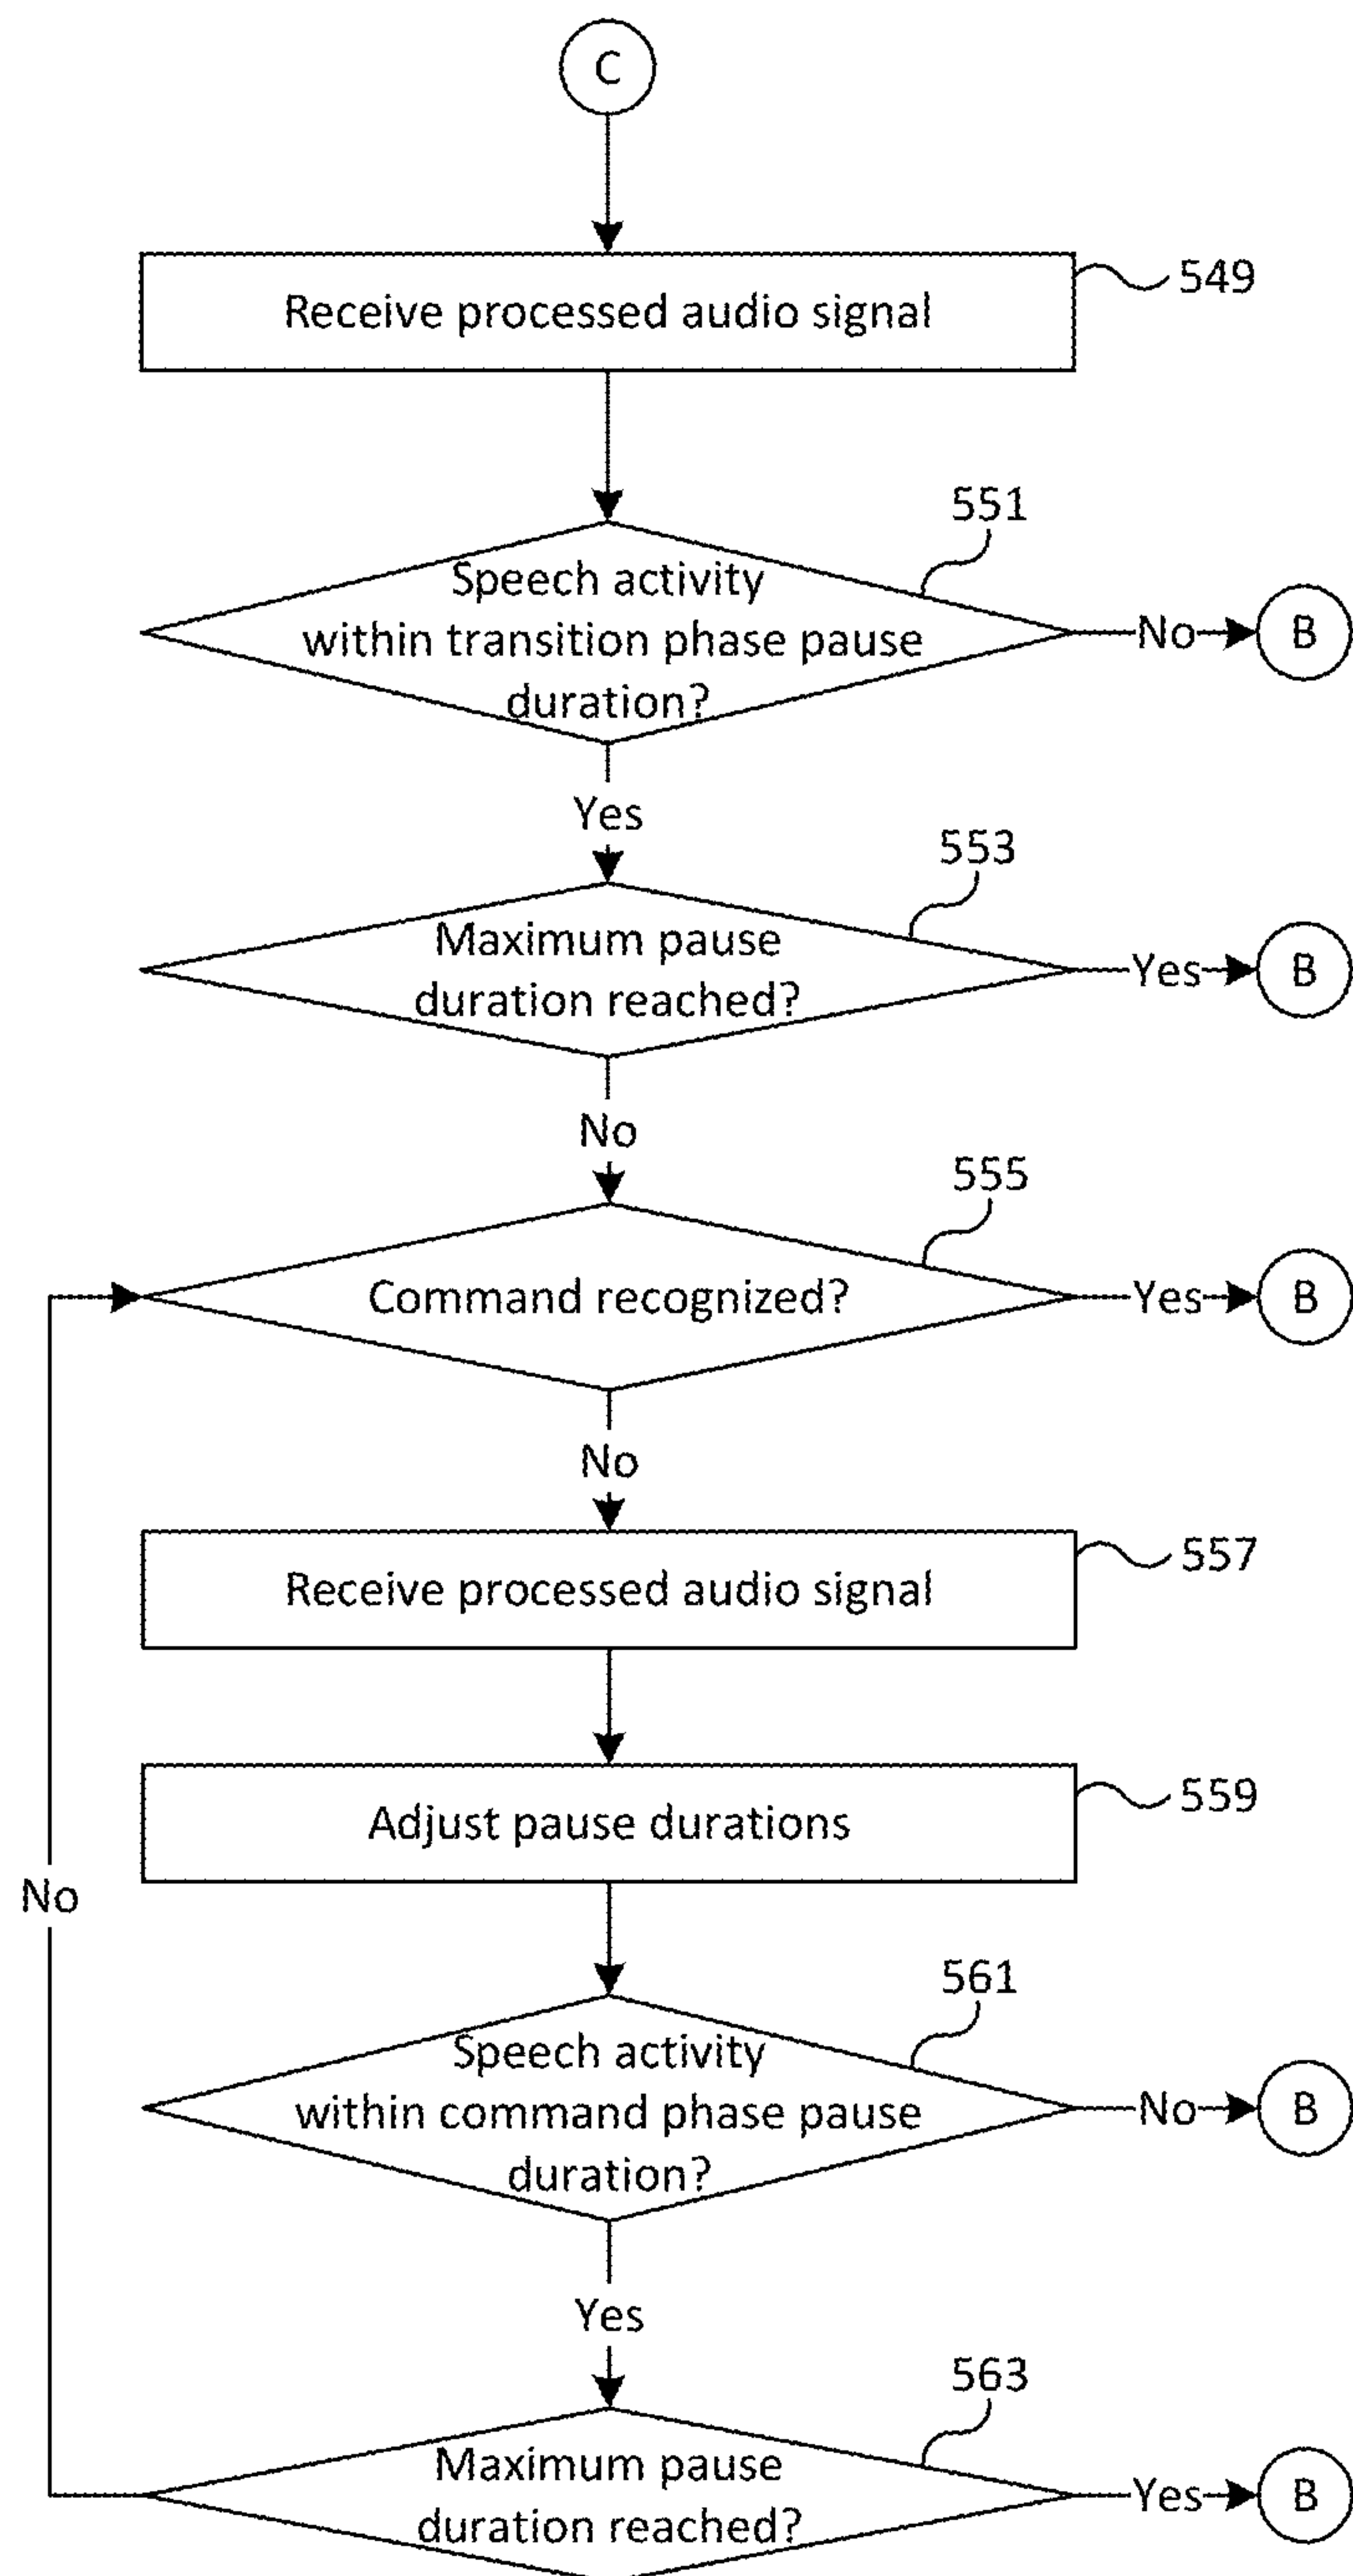 C
Receive processed audio signal
549
551
Speech activity
within transition phase pause
duration?
No
B
Yes
553
Maximum pause
duration reached?
Yes
B
No
555
Command recognized?
Yes
B
No
Receive processed audio signal
557
Adjust pause durations
559
No
561
Speech activity
within command phase pause
duration?
No
B
Yes
563
Maximum pause
duration reached?
Yes
B